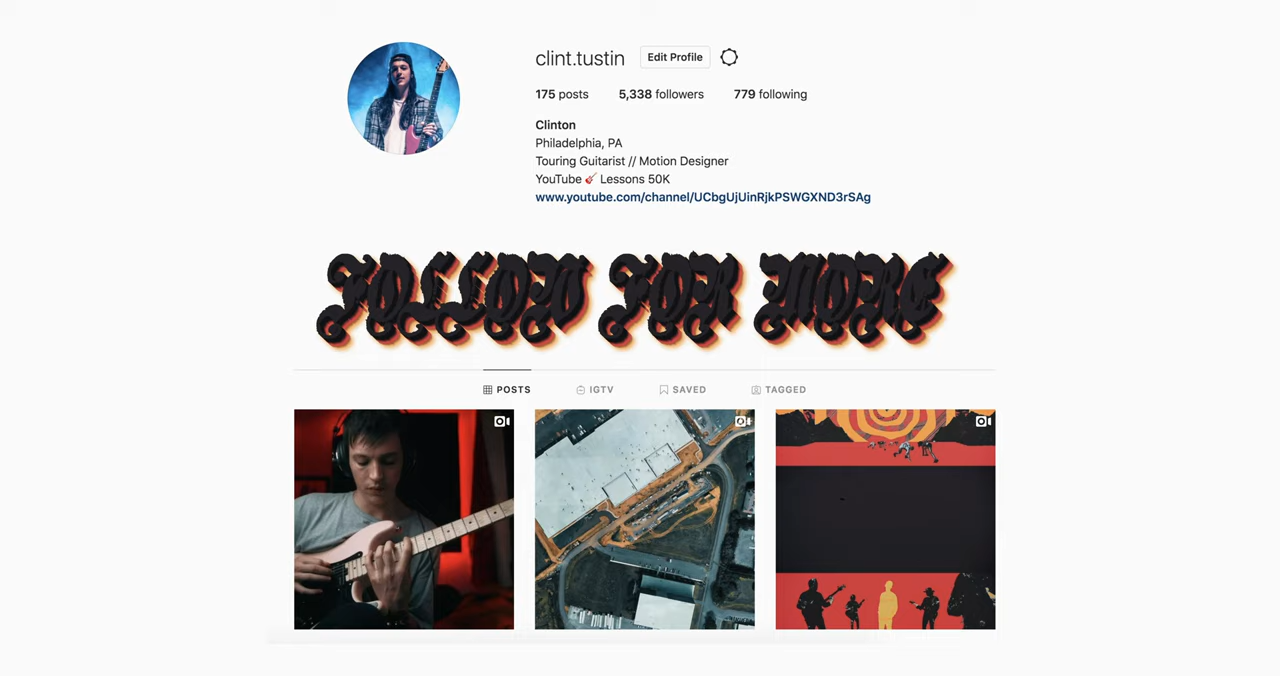 clint.tustin Edit Profile
175 posts 5,338 followers 779 following
Clinton
Philadelphia, PA
Touring Guitarist // Motion Designer
YouTube 🎸 Lessons 50K
www.youtube.com/channel/UCbgUjUinRjkPSWGXND3rSAg
FOLLOW FOR MORE
POSTS IGTV SAVED TAGGED